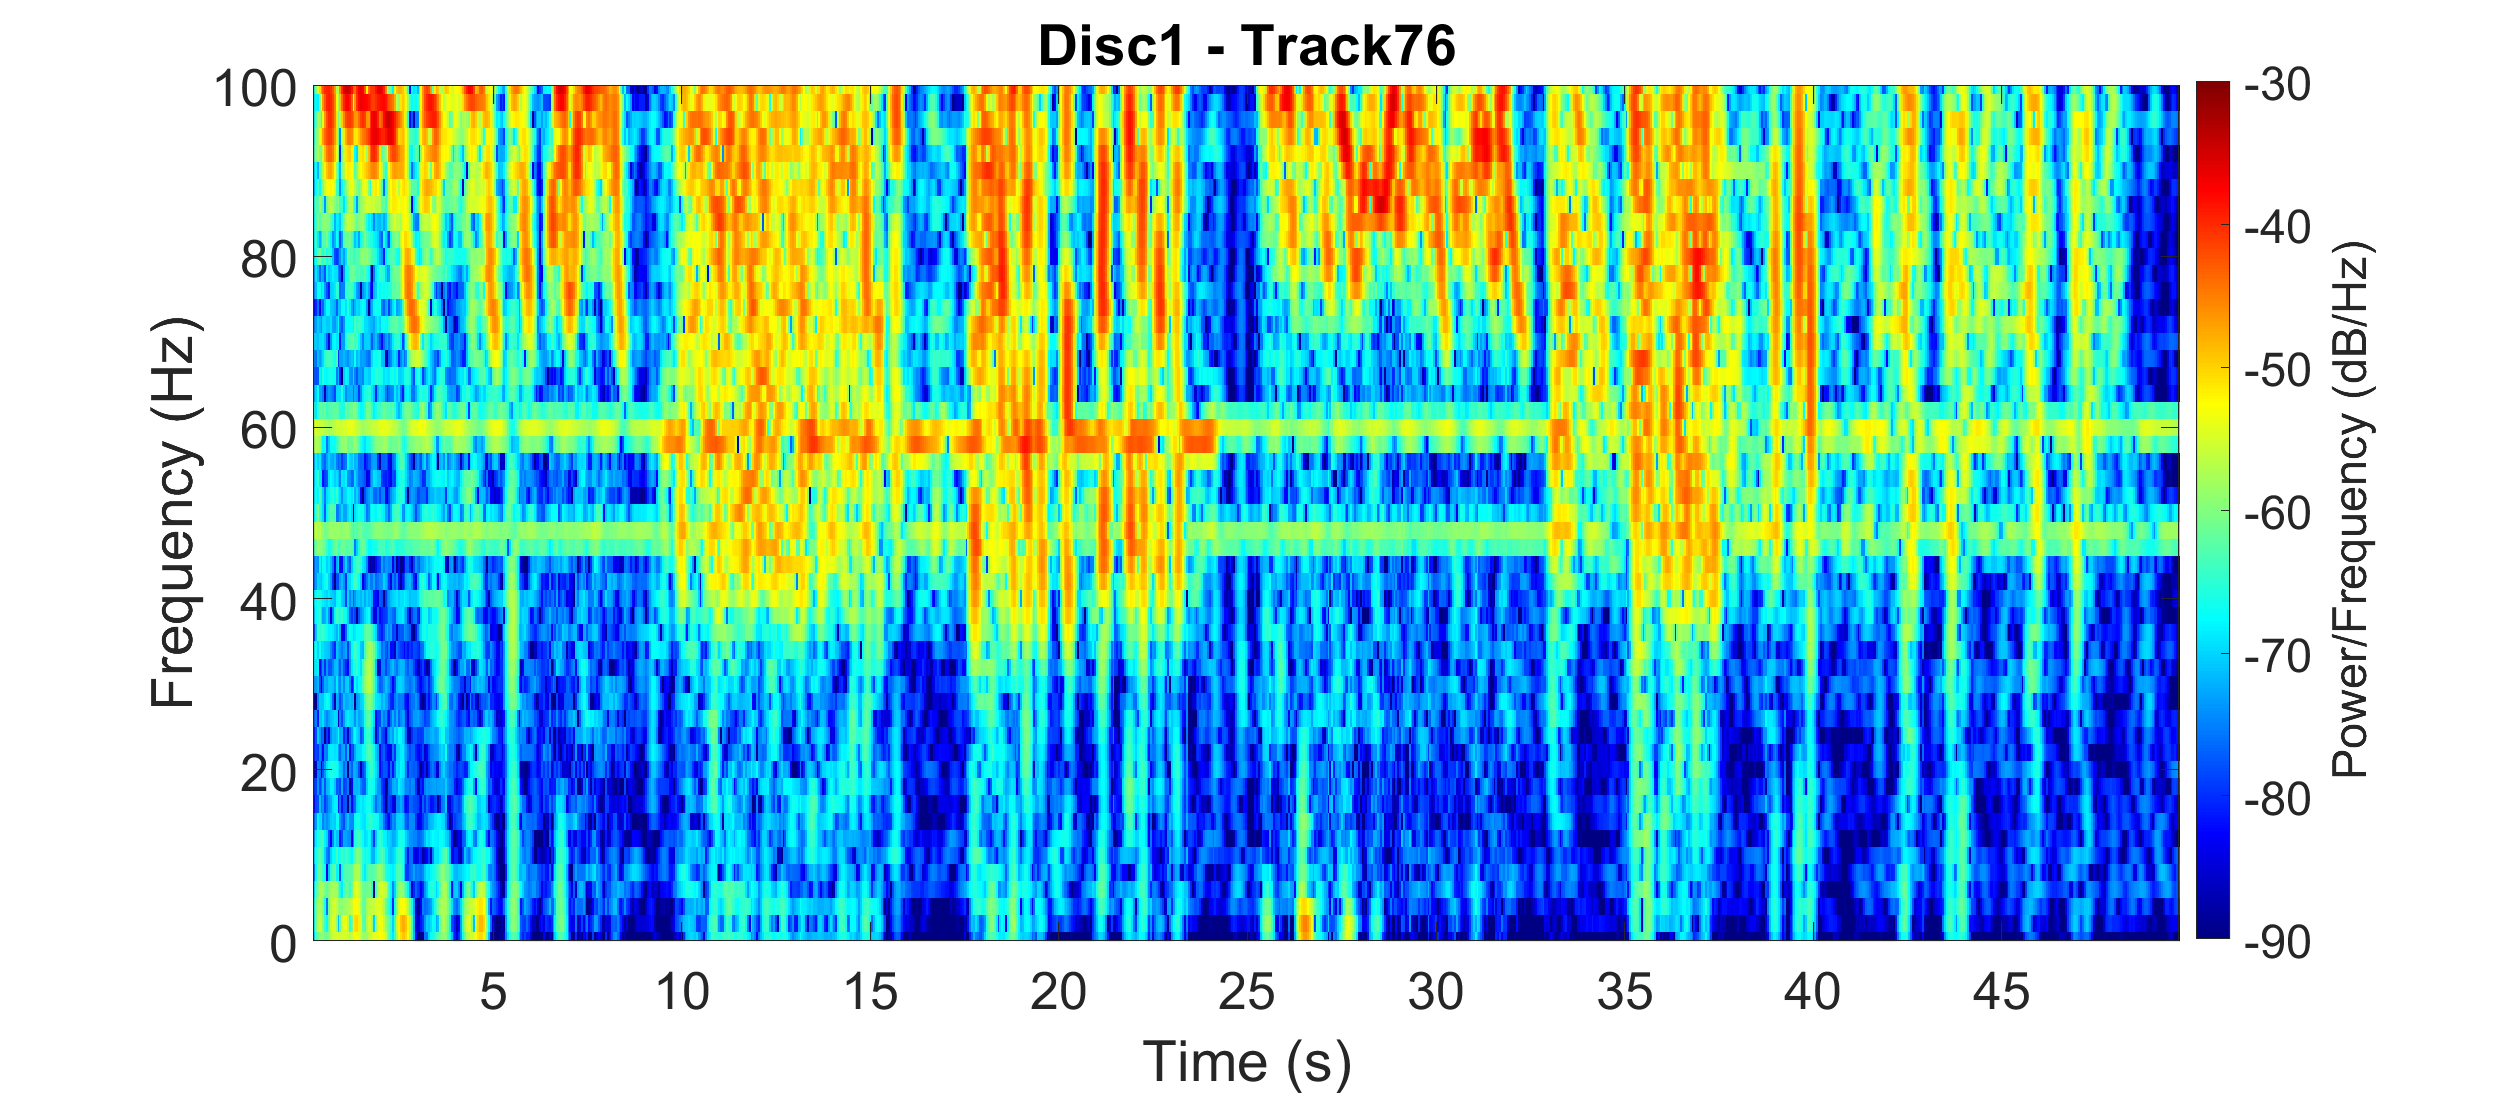 Disc1 - Track76
100
80
60
40
20
0
Frequency (Hz)
5 10 15 20 25 30 35 40 45
Time (s)
-30
-40
-50
-60
-70
-80
-90
Power/Frequency (dB/Hz)